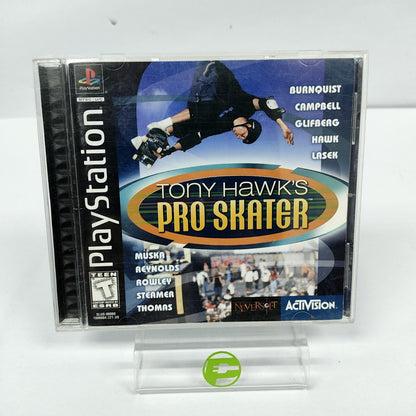 PlayStation
PlayStation
BURNQUIST
CAMPBELL
GLIFBERG
HAWK
LASEK
TONY HAWK'S
PRO SKATER
MUSKA
REYNOLDS
ROWLEY
STEAMER
THOMAS
TEEN
T
ESRB
NEVERSOFT
ACTIVISION